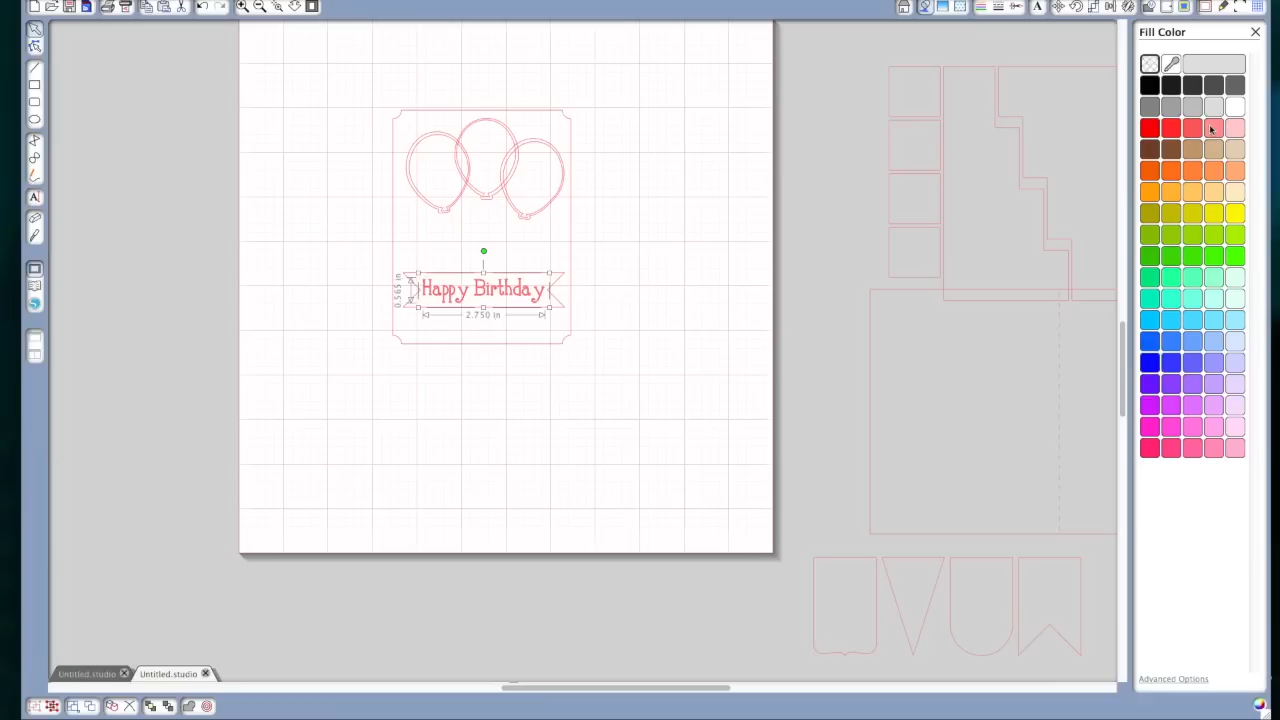 Fill Color
Happy Birthday
0.565 in
2.750 in
Untitled.studio
Untitled.studio
Advanced Options